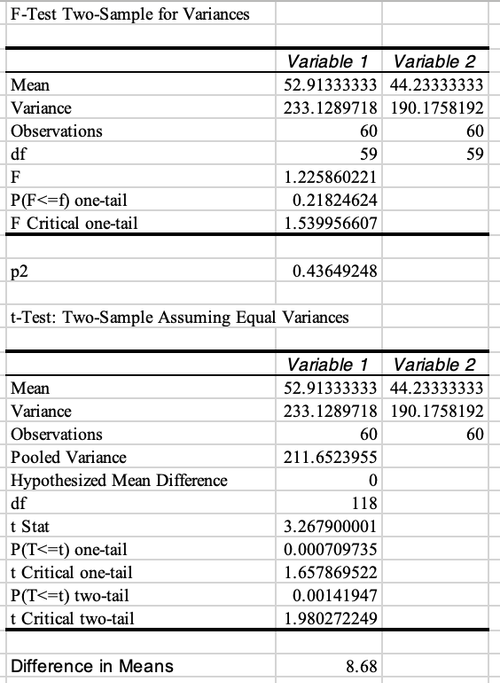 F-Test Two-Sample for Variances
Variable 1 Variable 2
Mean 52.91333333 44.23333333
Variance 233.1289718 190.1758192
Observations 60 60
df 59 59
F 1.225860221
P(F<=f) one-tail 0.21824624
F Critical one-tail 1.539956607
p2 0.43649248
t-Test: Two-Sample Assuming Equal Variances
Variable 1 Variable 2
Mean 52.91333333 44.23333333
Variance 233.1289718 190.1758192
Observations 60 60
Pooled Variance 211.6523955
Hypothesized Mean Difference 0
df 118
t Stat 3.267900001
P(T<=t) one-tail 0.000709735
t Critical one-tail 1.657869522
P(T<=t) two-tail 0.00141947
t Critical two-tail 1.980272249
Difference in Means 8.68